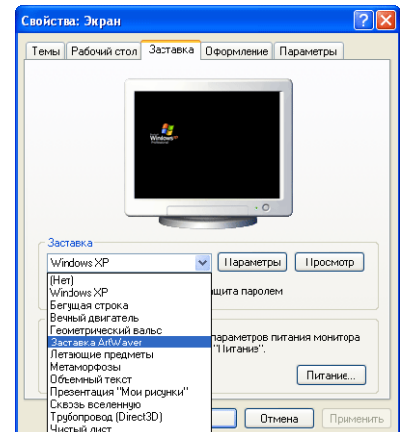 Свойства: Экран
Темы Рабочий стол Заставка Оформление Параметры
Windows
Заставка
Windows XP Параметры Просмотр
(Нет)
Windows XP
ащита паролем
Бегущая строка
Вечный двигатель
Геометрический вальс
Заставка ArtWaver
параметров питания монитора
Летающие предметы
"Питание".
Метаморфозы
Объемный текст
Питание...
Презентация "Мои рисунки"
Сквозь вселенную
Трубопровод (Direct3D)
Отмена Применить
Чистый лист